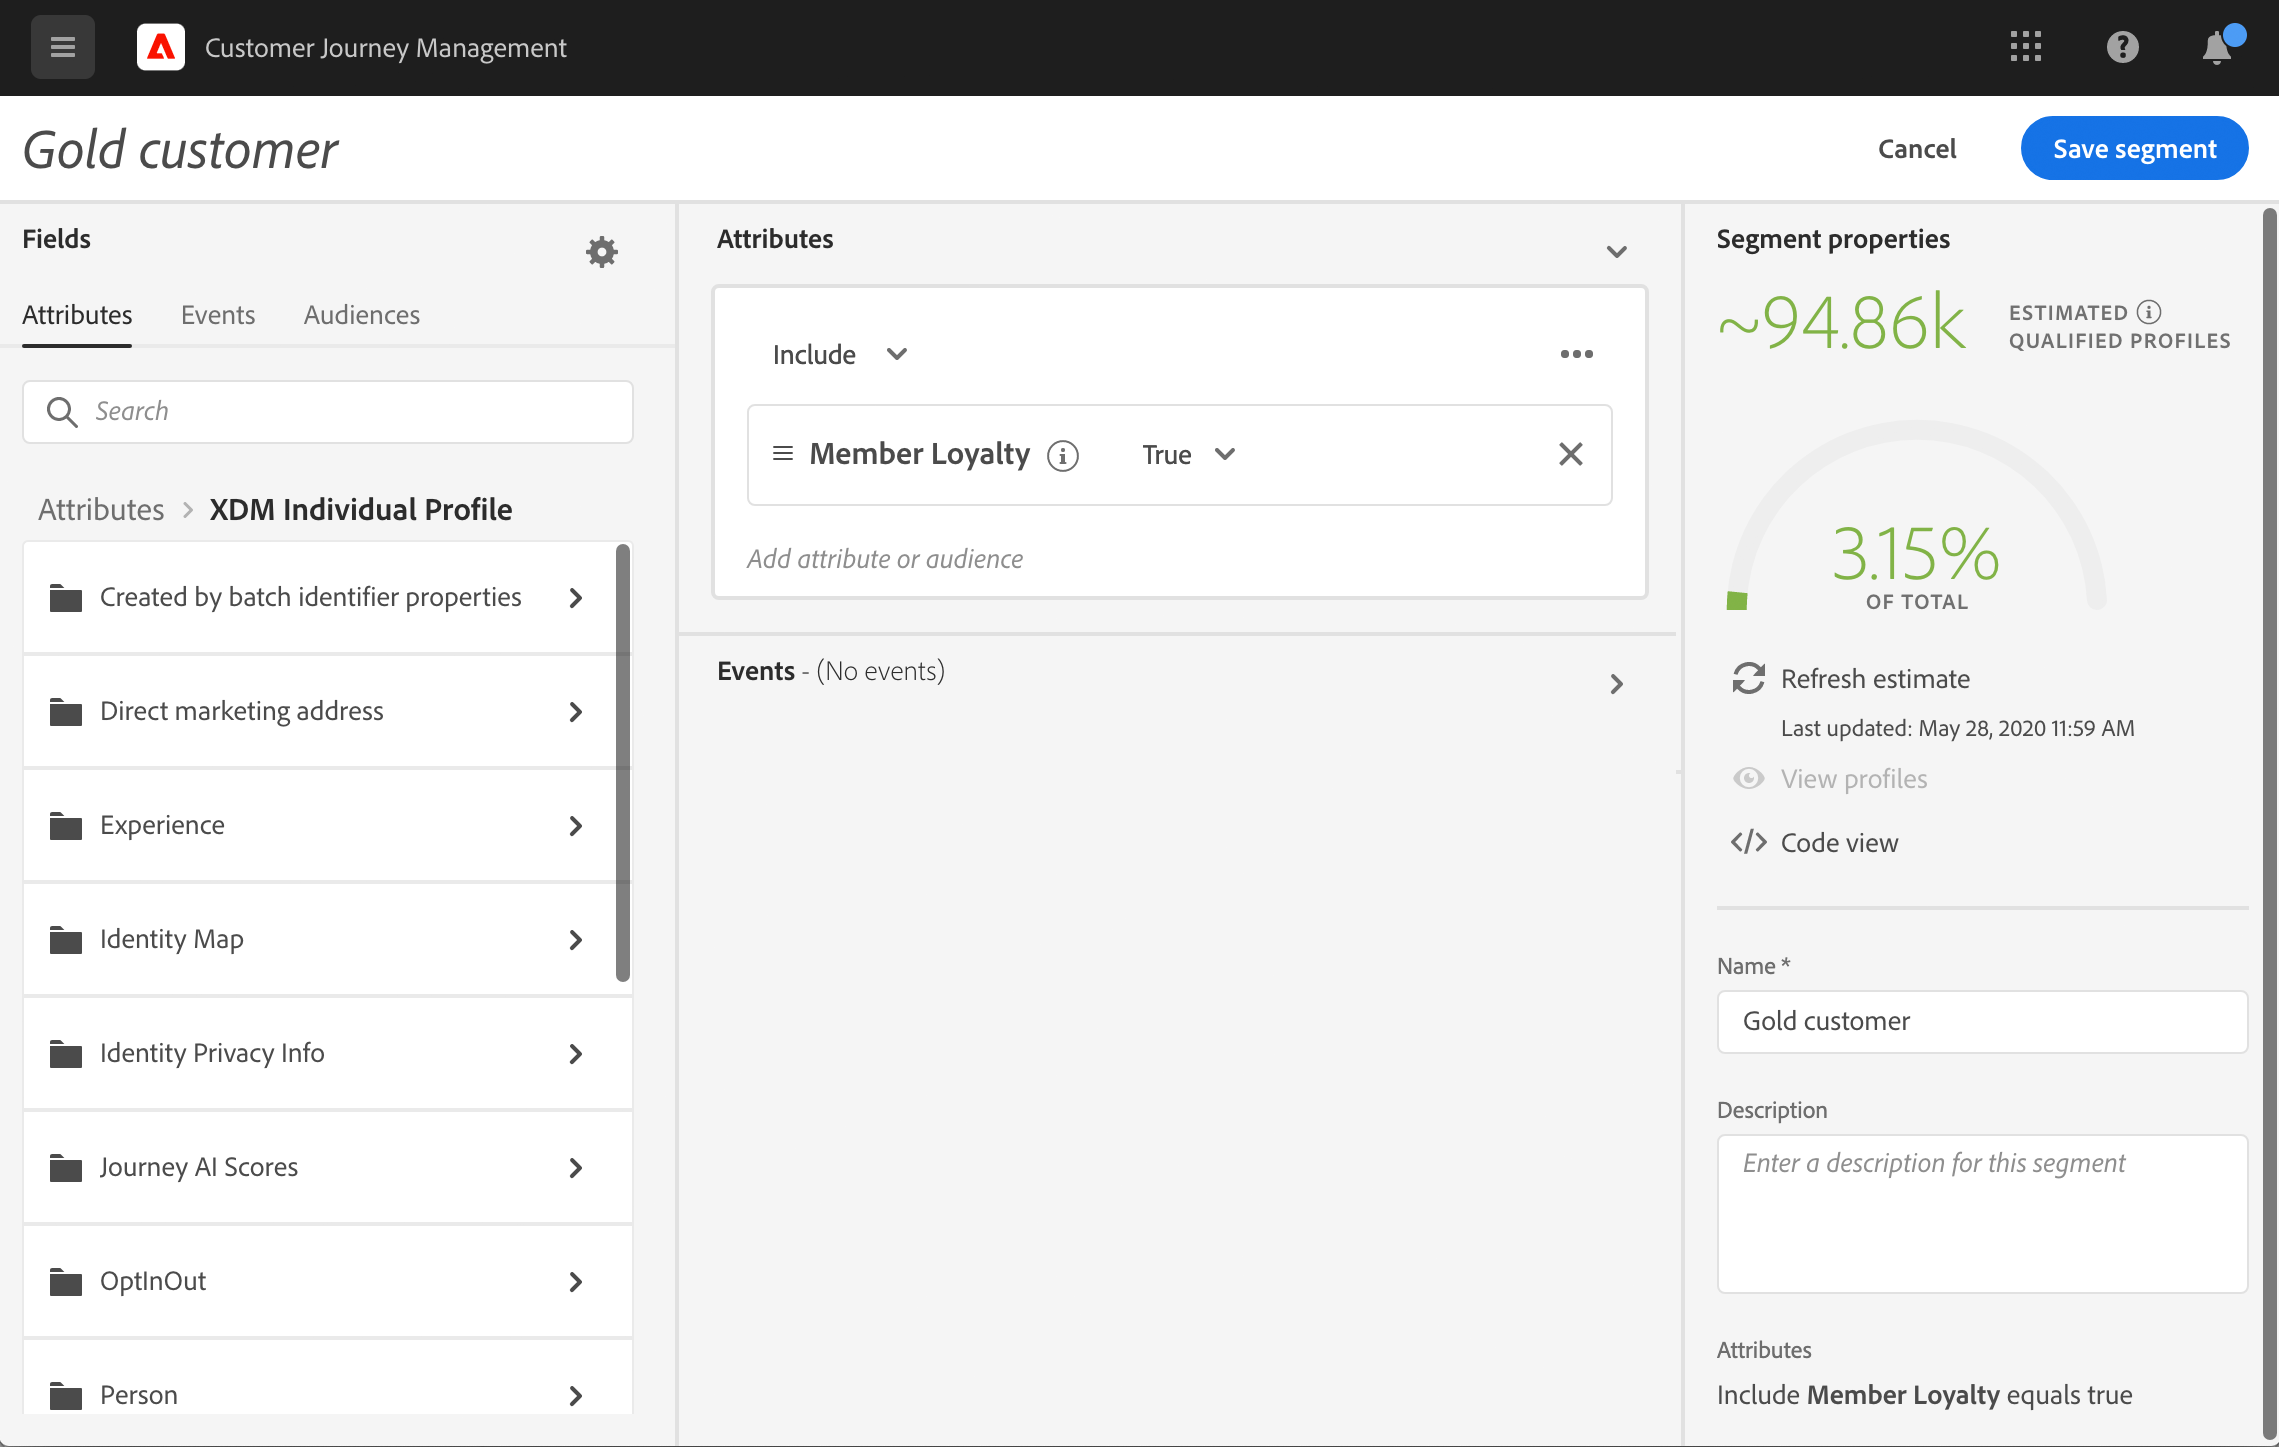 Customer Journey Management
Gold customer
Cancel
Save segment
Fields
Attributes
Events
Audiences
Search
Attributes > XDM Individual Profile
Created by batch identifier properties
Direct marketing address
Experience
Identity Map
Identity Privacy Info
Journey AI Scores
OptInOut
Person
Attributes
Include
Member Loyalty
True
Add attribute or audience
Events - (No events)
Segment properties
~94.86k
ESTIMATED
QUALIFIED PROFILES
3.15%
OF TOTAL
Refresh estimate
Last updated: May 28, 2020 11:59 AM
View profiles
</> Code view
Name *
Gold customer
Description
Enter a description for this segment
Attributes
Include Member Loyalty equals true